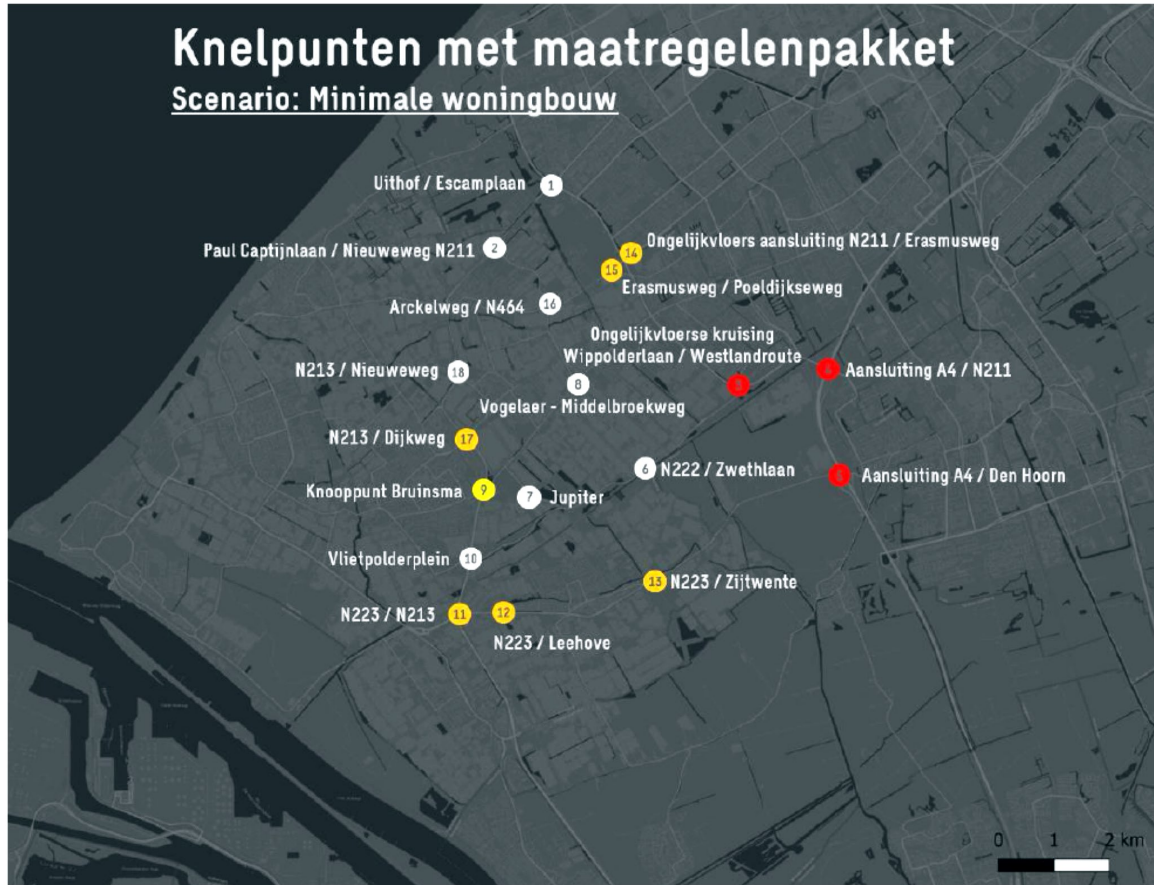 Knelpunten met maatregelenpakket
Scenario: Minimale woningbouw
Uithof / Escamplaan 1
Paul Captijnlaan / Nieuweweg N211 2
14 Ongelijkvloers aansluiting N211 / Erasmusweg
15
Erasmusweg / Poeldijkseweg
Arckelweg / N464 16
Ongelijkvloerse kruising
Wippolderlaan / Westlandroute
3
Aansluiting A4 / N211
N213 / Nieuweweg 18
8
Vogelaer - Middelbroekweg
N213 / Dijkweg 17
6 N222 / Zwethlaan
Aansluiting A4 / Den Hoorn
Knooppunt Bruinsma 9
7 Jupiter
Vlietpolderplein 10
13 N223 / Zijtwente
N223 / N213 11
12
N223 / Leehove
0 1 2 km